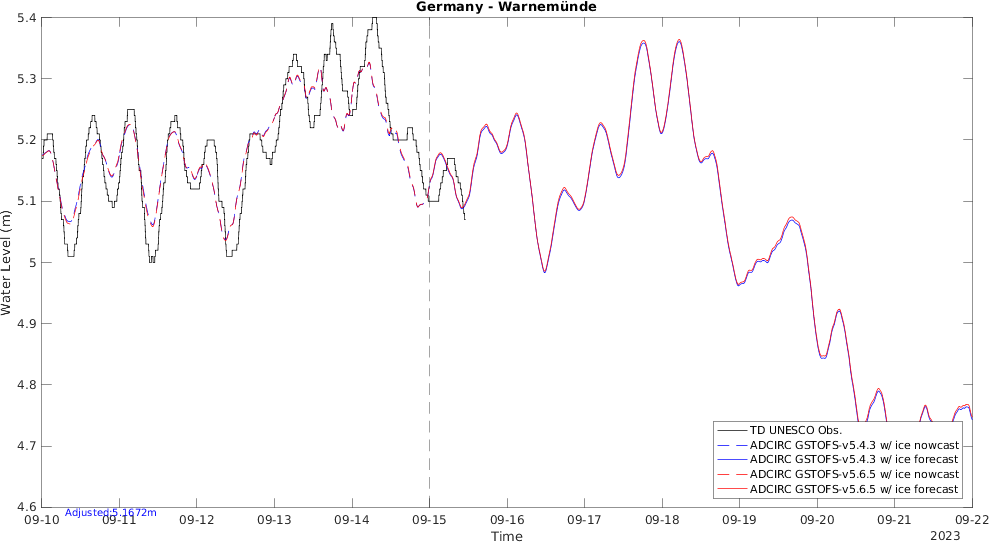 Germany - Warnemünde
5.4
5.3
5.2
5.1
5
4.9
4.8
4.7
4.6
Water Level (m)
TD UNESCO Obs.
ADCIRC GSTOFS-v5.4.3 w/ ice nowcast
ADCIRC GSTOFS-v5.4.3 w/ ice forecast
ADCIRC GSTOFS-v5.6.5 w/ ice nowcast
ADCIRC GSTOFS-v5.6.5 w/ ice forecast
Adjusted:5.1672m
09-10 09-11 09-12 09-13 09-14 09-15 09-16 09-17 09-18 09-19 09-20 09-21 09-22
Time
2023